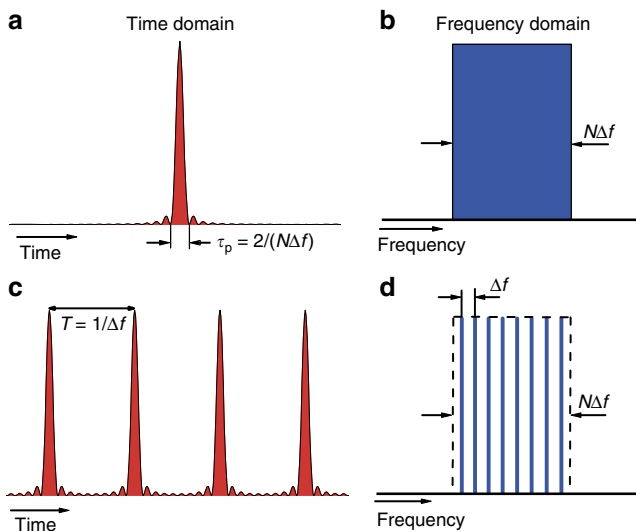 a
Time domain
Time
τp = 2/(NΔf)
b
Frequency domain
NΔf
Frequency
c
T = 1/Δf
Time
d
Δf
NΔf
Frequency